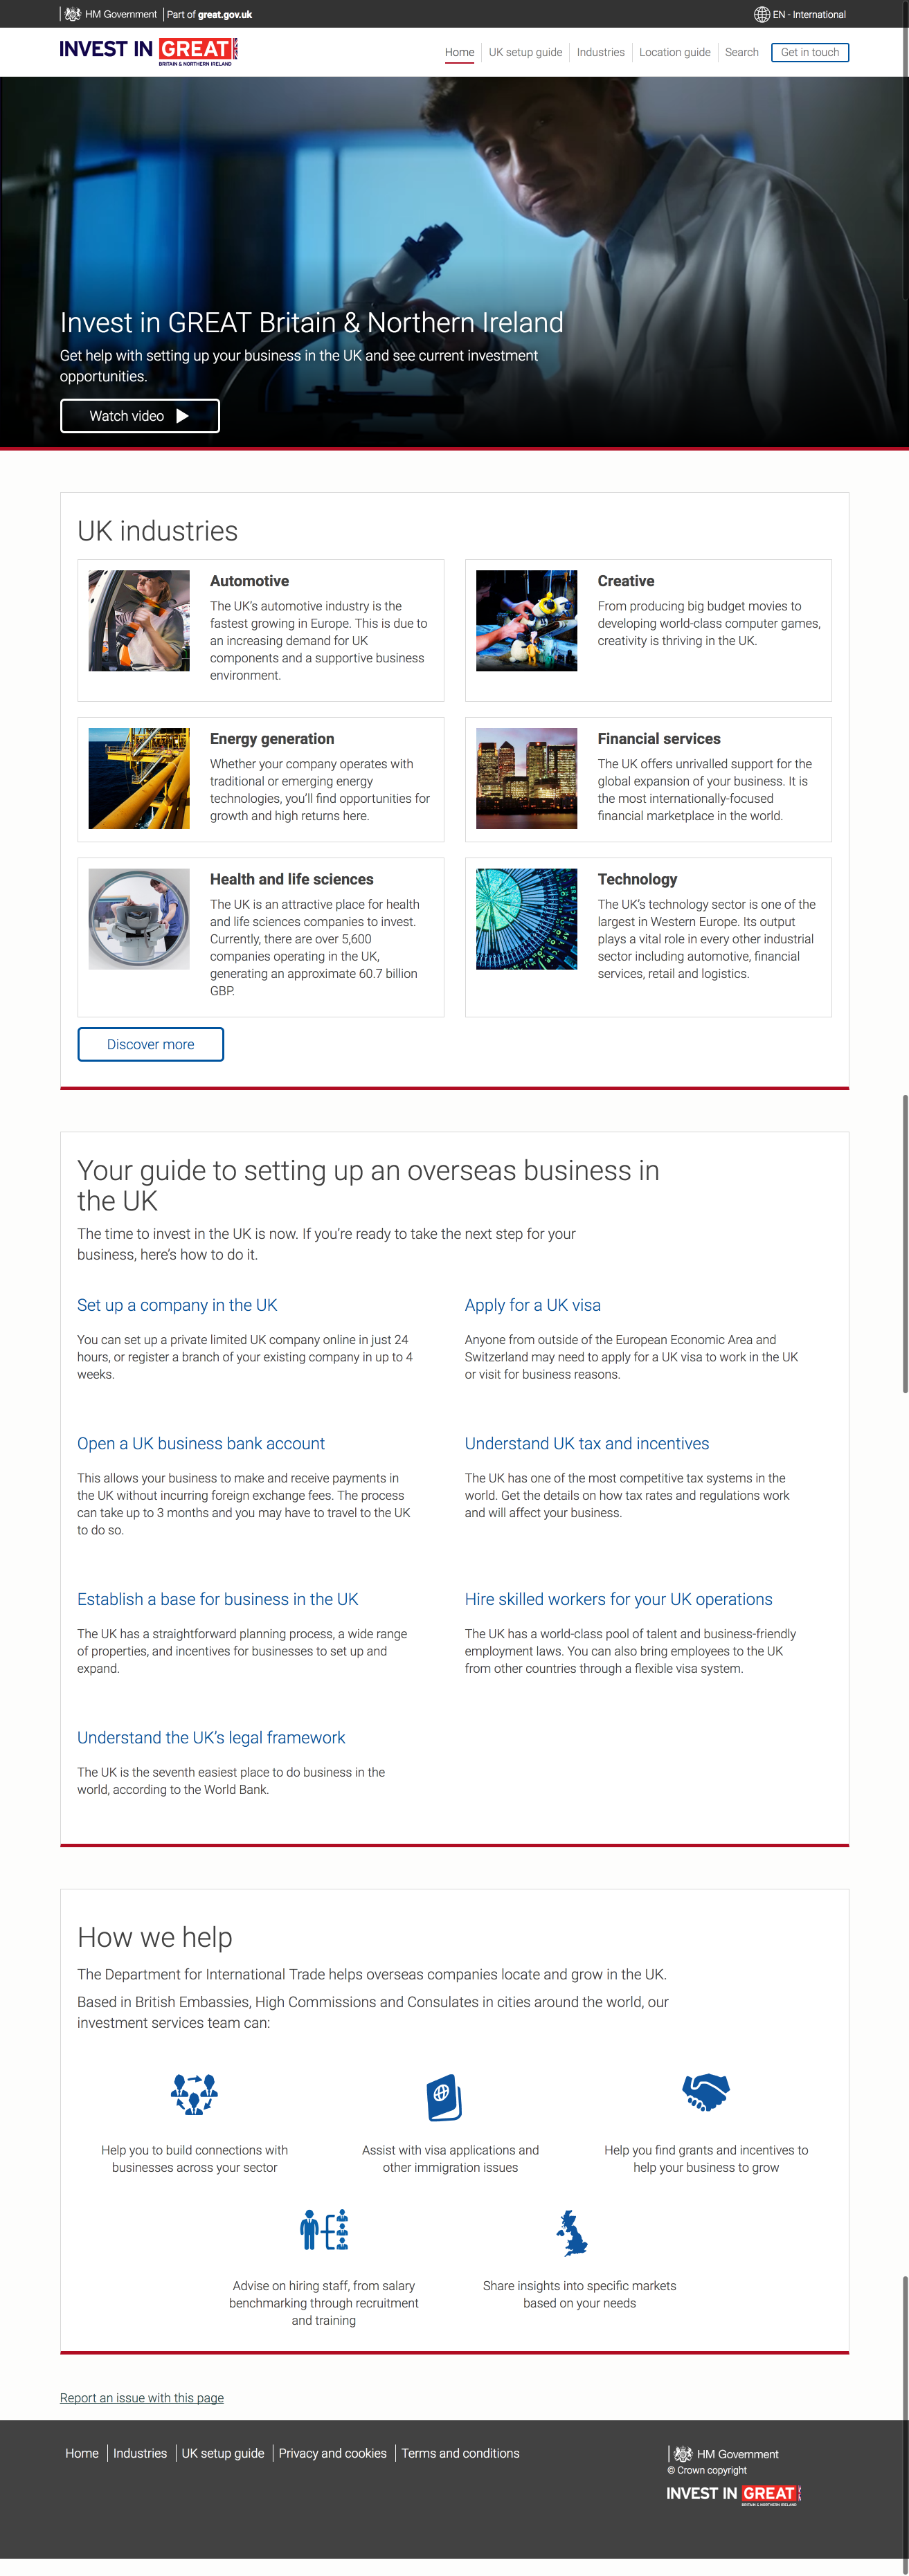 HM Government
Part of great.gov.uk
EN - International
INVEST IN GREAT
BRITAIN & NORTHERN IRELAND
Home
UK setup guide
Industries
Location guide
Search
Get in touch
Invest in GREAT Britain & Northern Ireland
Get help with setting up your business in the UK and see current investment
opportunities.
Watch video
UK industries
Automotive
The UK's automotive industry is the
fastest growing in Europe. This is due to
an increasing demand for UK
components and a supportive business
environment.
Creative
From producing big budget movies to
developing world-class computer games,
creativity is thriving in the UK.
Energy generation
Whether your company operates with
traditional or emerging energy
technologies, you'll find opportunities for
growth and high returns here.
Financial services
The UK offers unrivalled support for the
global expansion of your business. It is
the most internationally-focused
financial marketplace in the world.
Health and life sciences
The UK is an attractive place for health
and life sciences companies to invest.
Currently, there are over 5,600
companies operating in the UK,
generating an approximate 60.7 billion
GBP.
Technology
The UK's technology sector is one of the
largest in Western Europe. Its output
plays a vital role in every other industrial
sector including automotive, financial
services, retail and logistics.
Discover more
Your guide to setting up an overseas business in
the UK
The time to invest in the UK is now. If you're ready to take the next step for your
business, here's how to do it.
Set up a company in the UK
You can set up a private limited UK company online in just 24
hours, or register a branch of your existing company in up to 4
weeks.
Apply for a UK visa
Anyone from outside of the European Economic Area and
Switzerland may need to apply for a UK visa to work in the UK
or visit for business reasons.
Open a UK business bank account
This allows your business to make and receive payments in
the UK without incurring foreign exchange fees. The process
can take up to 3 months and you may have to travel to the UK
to do so.
Understand UK tax and incentives
The UK has one of the most competitive tax systems in the
world. Get the details on how tax rates and regulations work
and will affect your business.
Establish a base for business in the UK
The UK has a straightforward planning process, a wide range
of properties, and incentives for businesses to set up and
expand.
Hire skilled workers for your UK operations
The UK has a world-class pool of talent and business-friendly
employment laws. You can also bring employees to the UK
from other countries through a flexible visa system.
Understand the UK's legal framework
The UK is the seventh easiest place to do business in the
world, according to the World Bank.
How we help
The Department for International Trade helps overseas companies locate and grow in the UK.
Based in British Embassies, High Commissions and Consulates in cities around the world, our
investment services team can:
Help you to build connections with
businesses across your sector
Assist with visa applications and
other immigration issues
Help you find grants and incentives to
help your business to grow
Advise on hiring staff, from salary
benchmarking through recruitment
and training
Share insights into specific markets
based on your needs
Report an issue with this page
Home
Industries
UK setup guide
Privacy and cookies
Terms and conditions
HM Government
© Crown copyright
INVEST IN GREAT
BRITAIN & NORTHERN IRELAND